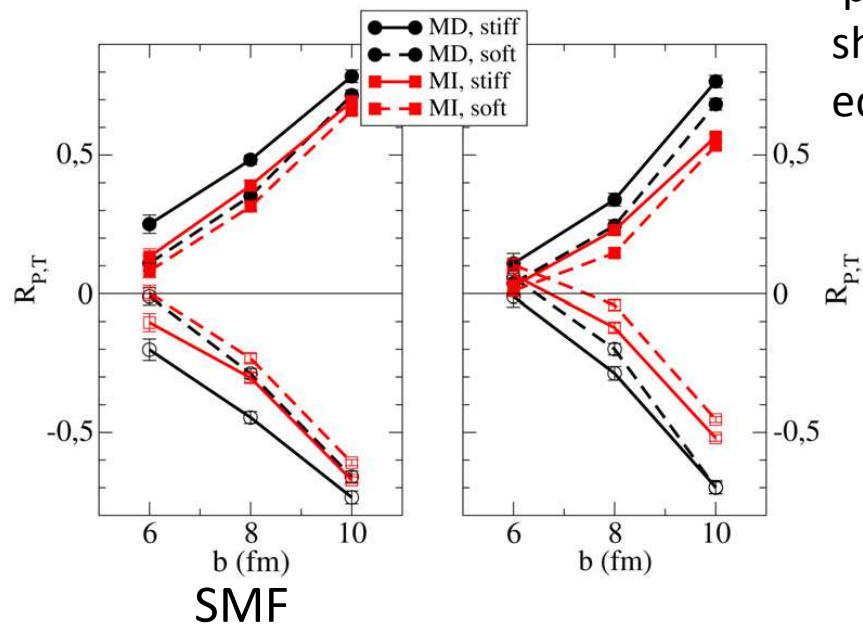 p
sh
ec
MD, stiff
MD, soft
MI, stiff
MI, soft
R_{P,T}
0,5
0
-0,5
6 8 10
b (fm)
6 8 10
b (fm)
0,5
0
-0,5
R_{P,T}
SMF